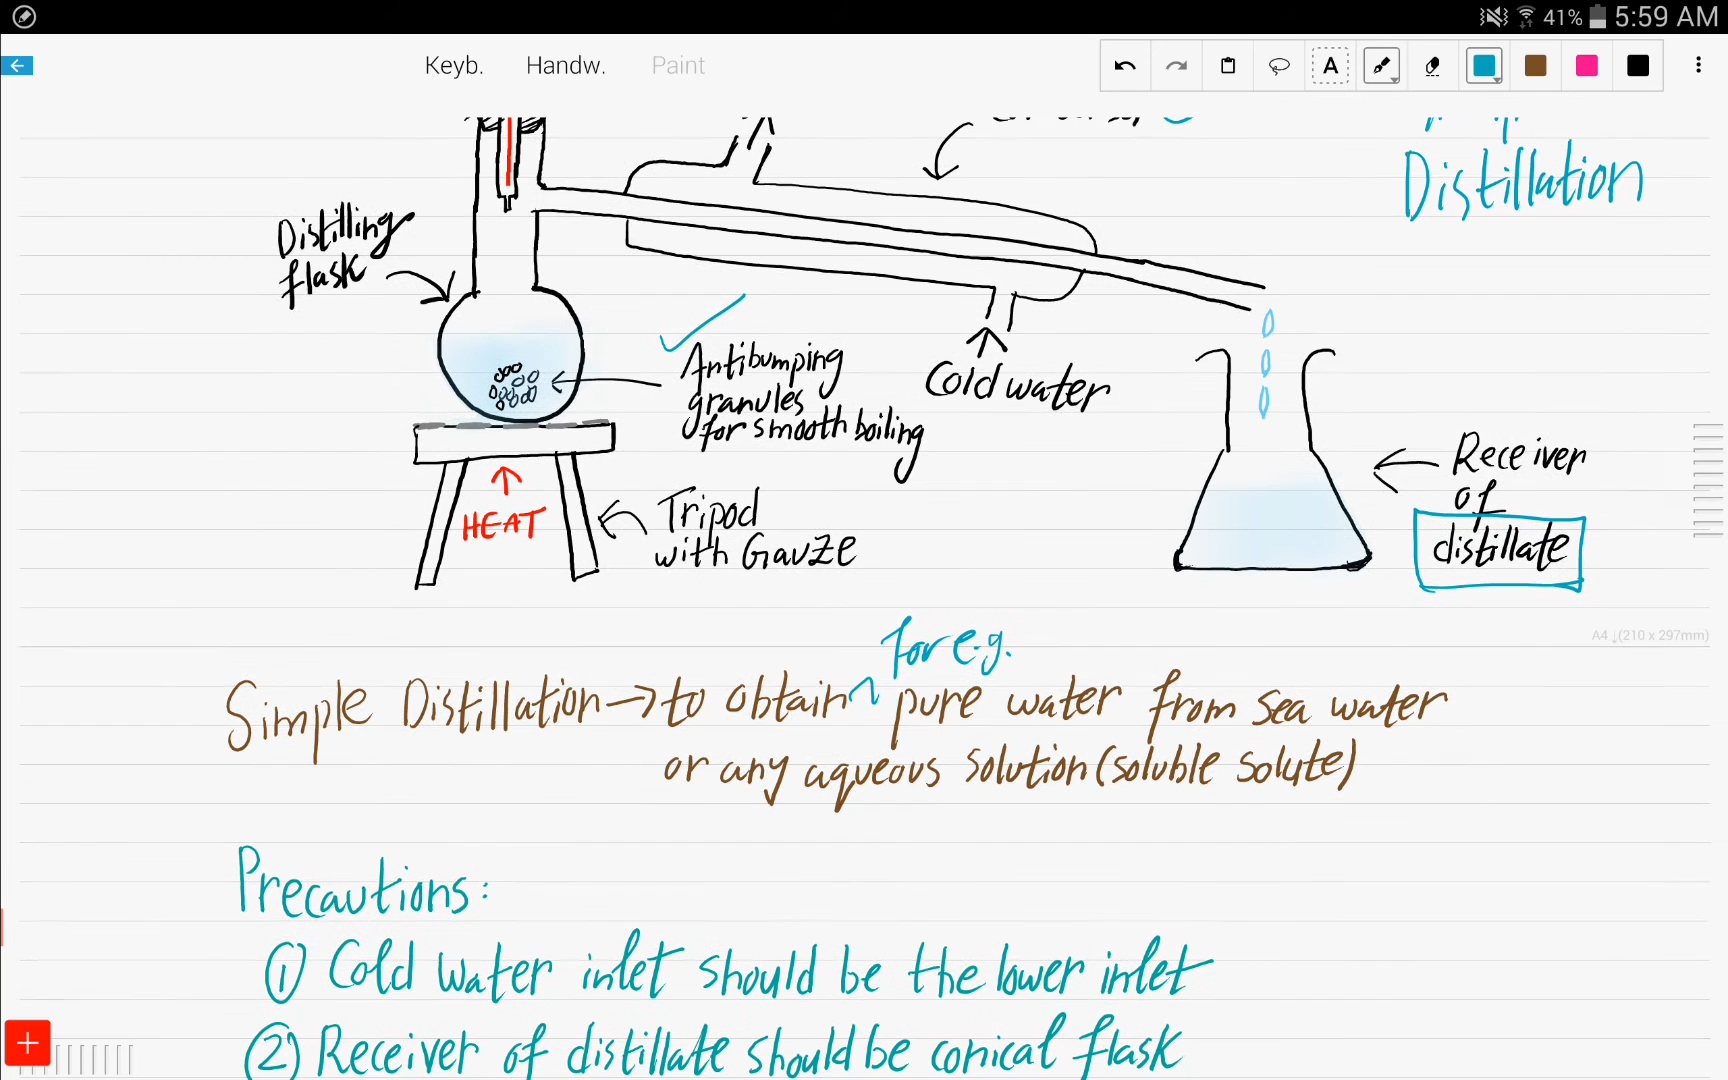 41% 5:59 AM
Keyb. Handw. Paint
A
Distillation
Distilling
flask
Antibumping
granules
for smooth boiling
Cold water
Receiver
of
distillate
HEAT
Tripod
with Gauze
A4 ↓(210 x 297mm)
for e.g.
Simple Distillation → to obtain ^ pure water from sea water
or any aqueous solution (soluble solute)
Precautions:
① Cold water inlet should be the lower inlet
② Receiver of distillate should be conical flask